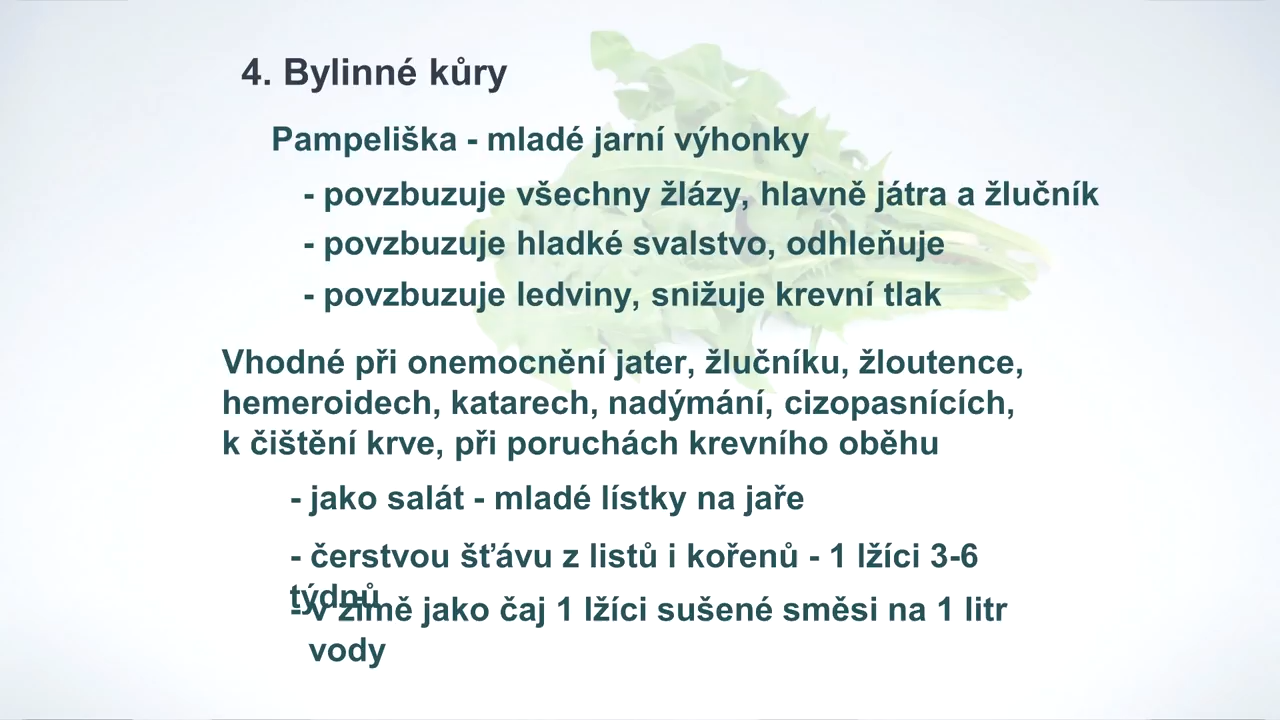 4. Bylinné kůry
Pampeliška - mladé jarní výhonky
- povzbuzuje všechny žlázy, hlavně játra a žlučník
- povzbuzuje hladké svalstvo, odhleňuje
- povzbuzuje ledviny, snižuje krevní tlak
Vhodné při onemocnění jater, žlučníku, žloutence,
hemeroidech, katarech, nadýmání, cizopasnících,
k čištění krve, při poruchách krevního oběhu
- jako salát - mladé lístky na jaře
- čerstvou šťávu z listů i kořenů - 1 lžíci 3-6
týdnů
- v zimě jako čaj 1 lžíci sušené směsi na 1 litr
vody